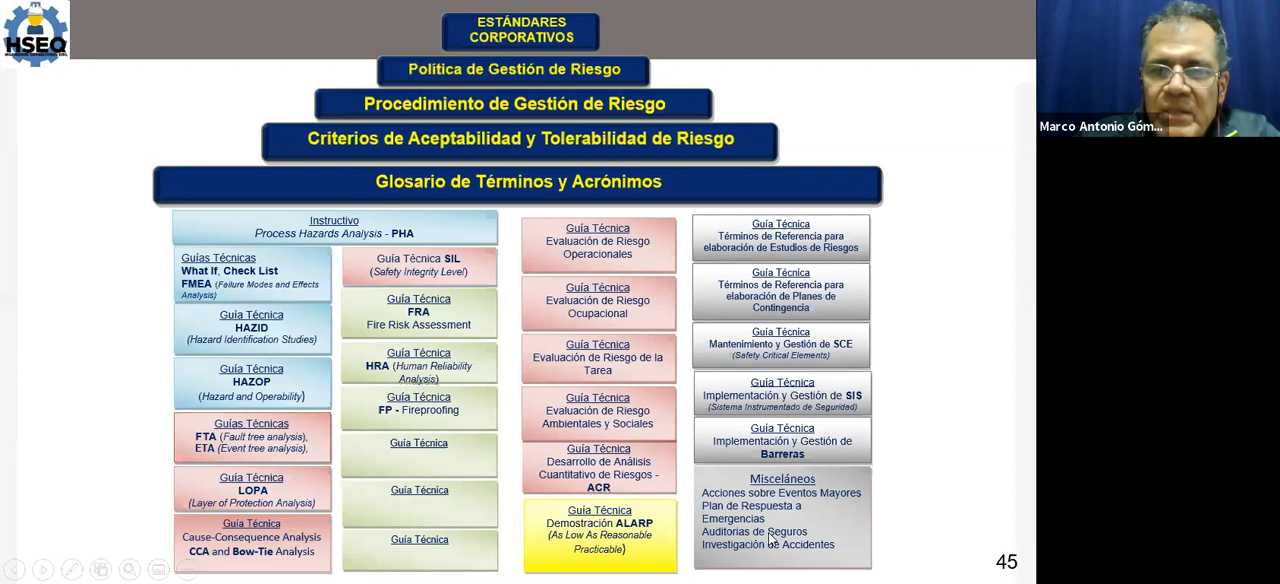 HSEQ
ESTÁNDARES
CORPORATIVOS
Política de Gestión de Riesgo
Procedimiento de Gestión de Riesgo
Criterios de Aceptabilidad y Tolerabilidad de Riesgo
Glosario de Términos y Acrónimos
Instructivo
Process Hazards Analysis - PHA
Guías Técnicas
What If, Check List
FMEA (Failure Modes and Effects
Analysis)
Guía Técnica
HAZID
(Hazard Identification Studies)
Guía Técnica
HAZOP
(Hazard and Operability)
Guías Técnicas
FTA (Fault tree analysis),
ETA (Event tree analysis),
Guía Técnica
LOPA
(Layer of Protection Analysis)
Guía Técnica
Cause-Consequence Analysis
CCA and Bow-Tie Analysis
Guía Técnica SIL
(Safety Integrity Level)
Guía Técnica
FRA
Fire Risk Assessment
Guía Técnica
HRA (Human Reliability
Analysis)
Guía Técnica
FP - Fireproofing
Guía Técnica
Guía Técnica
Guía Técnica
Guía Técnica
Evaluación de Riesgo
Operacionales
Guía Técnica
Evaluación de Riesgo
Ocupacional
Guía Técnica
Evaluación de Riesgo de la
Tarea
Guía Técnica
Evaluación de Riesgo
Ambientales y Sociales
Guía Técnica
Desarrollo de Análisis
Cuantitativo de Riesgos -
ACR
Guía Técnica
Demostración ALARP
(As Low As Reasonable
Practicable)
Guía Técnica
Términos de Referencia para
elaboración de Estudios de Riesgos
Guía Técnica
Términos de Referencia para
elaboración de Planes de
Contingencia
Guía Técnica
Mantenimiento y Gestión de SCE
(Safety Critical Elements)
Guía Técnica
Implementación y Gestión de SIS
(Sistema Instrumentado de Seguridad)
Guía Técnica
Implementación y Gestión de
Barreras
Misceláneos
Acciones sobre Eventos Mayores
Plan de Respuesta a
Emergencias
Auditorias de Seguros
Investigación de Accidentes
45
Marco Antonio Góm...